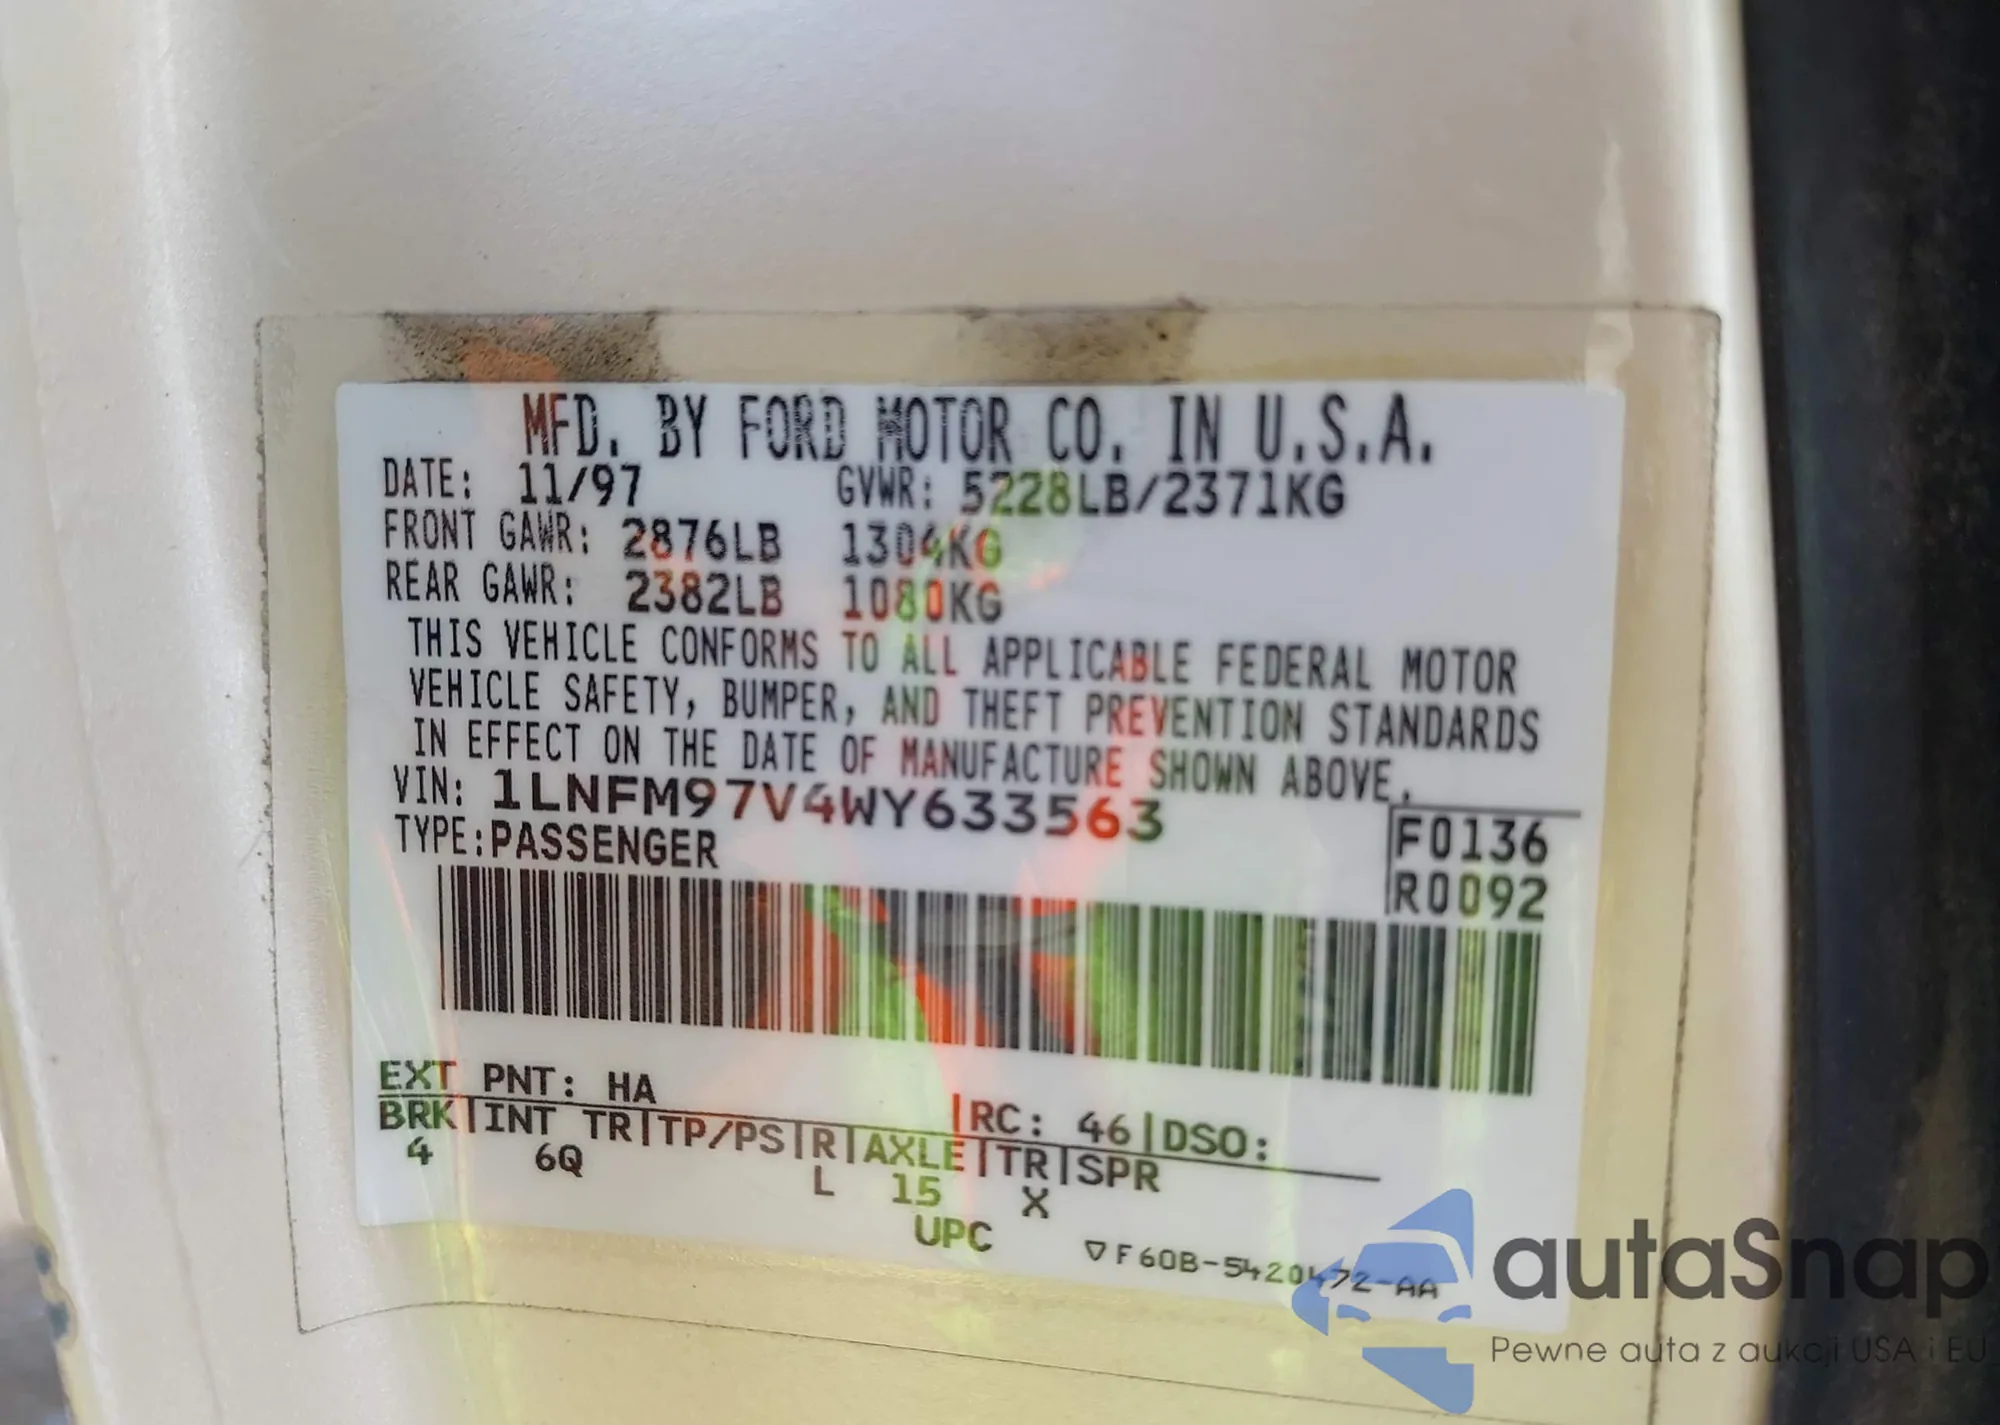 MFD. BY FORD MOTOR CO. IN U.S.A.
DATE: 11/97 GVWR: 5228LB/2371KG
FRONT GAWR: 2876LB 1304KG
REAR GAWR: 2382LB 1080KG
THIS VEHICLE CONFORMS TO ALL APPLICABLE FEDERAL MOTOR
VEHICLE SAFETY, BUMPER, AND THEFT PREVENTION STANDARDS
IN EFFECT ON THE DATE OF MANUFACTURE SHOWN ABOVE.
VIN: 1LNFM97V4WY633563
TYPE: PASSENGER
F0136
R0092
EXT PNT: HA
RC: 46 DSO:
BRK INT TR TP/PS R AXLE TR SPR
4 6Q L 15 X
UPC
▽F60B-5420472-AA
autaSnap
Pewne auta z aukcji USA i EU